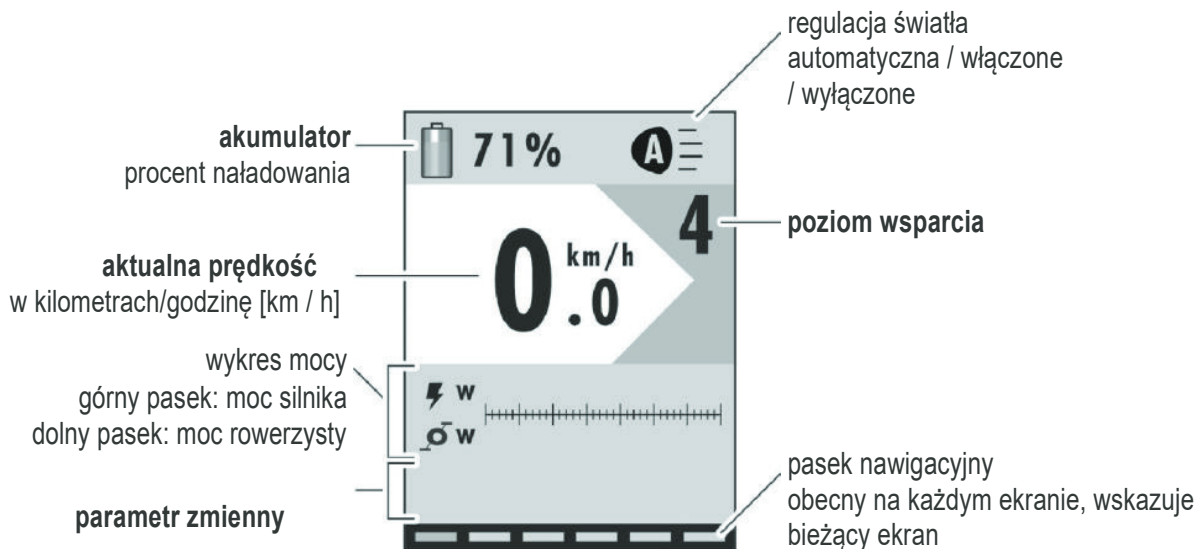 regulacja światła
automatyczna / włączone
/ wyłączone
akumulator
procent naładowania
71%
A
4
poziom wsparcia
aktualna prędkość
w kilometrach/godzinę [km / h]
0.0
km/h
wykres mocy
górny pasek: moc silnika
dolny pasek: moc rowerzysty
W
W
parametr zmienny
pasek nawigacyjny
obecny na każdym ekranie, wskazuje
bieżący ekran